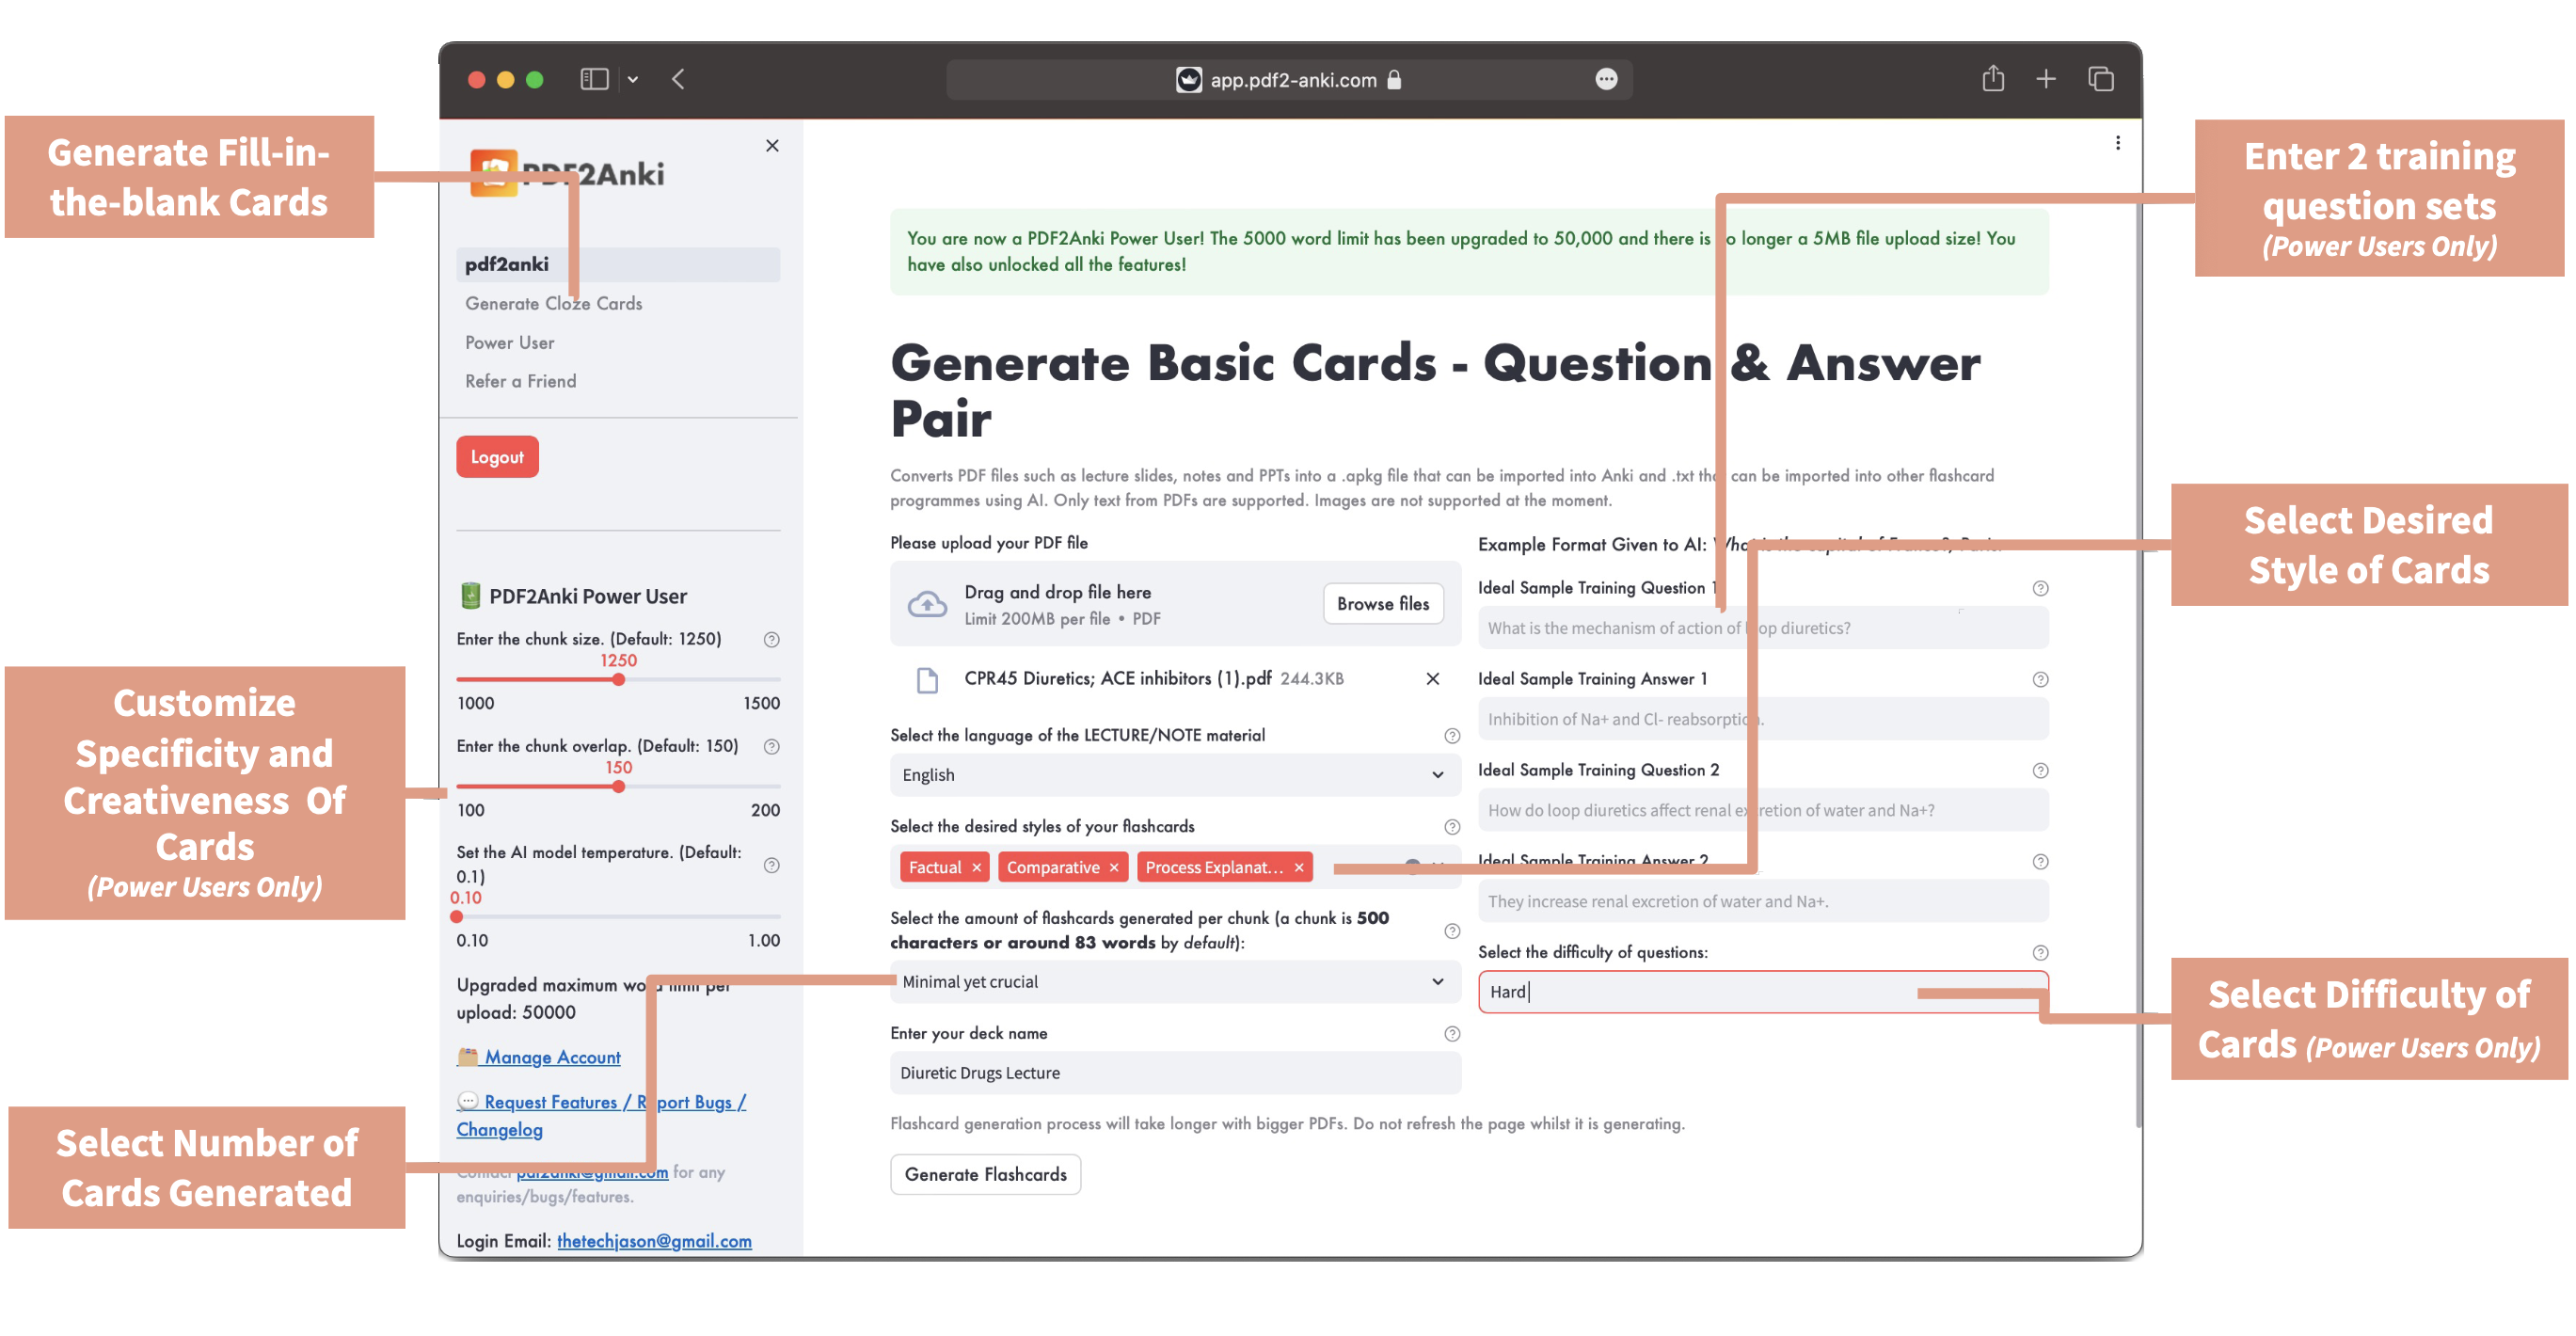 app.pdf2-anki.com
Generate Fill-in-
the-blank Cards
Customize
Specificity and
Creativeness Of
Cards
(Power Users Only)
Select Number of
Cards Generated
PDF2Anki
pdf2anki
Generate Cloze Cards
Power User
Refer a Friend
Logout
PDF2Anki Power User
Enter the chunk size. (Default: 1250)
1250
1000 1500
Enter the chunk overlap. (Default: 150)
150
100 200
Set the AI model temperature. (Default:
0.1)
0.10
0.10 1.00
Upgraded maximum word limit per
upload: 50000
Manage Account
Request Features / Report Bugs /
Changelog
Contact pdf2anki@gmail.com for any
enquiries/bugs/features.
Login Email: thetechjason@gmail.com
You are now a PDF2Anki Power User! The 5000 word limit has been upgraded to 50,000 and there is no longer a 5MB file upload size! You
have also unlocked all the features!
Generate Basic Cards - Question & Answer
Pair
Converts PDF files such as lecture slides, notes and PPTs into a .apkg file that can be imported into Anki and .txt that can be imported into other flashcard
programmes using AI. Only text from PDFs are supported. Images are not supported at the moment.
Please upload your PDF file
Drag and drop file here
Limit 200MB per file • PDF
Browse files
CPR45 Diuretics; ACE inhibitors (1).pdf 244.3KB
Select the language of the LECTURE/NOTE material
English
Select the desired styles of your flashcards
Factual × Comparative × Process Explanat... ×
Select the amount of flashcards generated per chunk (a chunk is 500
characters or around 83 words by default):
Minimal yet crucial
Enter your deck name
Diuretic Drugs Lecture
Flashcard generation process will take longer with bigger PDFs. Do not refresh the page whilst it is generating.
Generate Flashcards
Example Format Given to AI: What is the capital of France?, Paris.
Ideal Sample Training Question 1
What is the mechanism of action of loop diuretics?
Ideal Sample Training Answer 1
Inhibition of Na+ and Cl- reabsorption.
Ideal Sample Training Question 2
How do loop diuretics affect renal excretion of water and Na+?
Ideal Sample Training Answer 2
They increase renal excretion of water and Na+.
Select the difficulty of questions:
Hard
Enter 2 training
question sets
(Power Users Only)
Select Desired
Style of Cards
Select Difficulty of
Cards (Power Users Only)